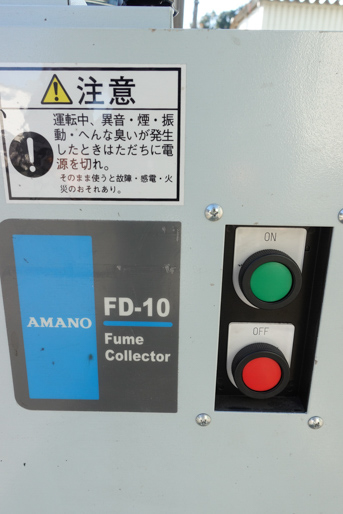 注意
運転中、異音・煙・振
動・へんな臭いが発生
したときはただちに電
源を切れ。
そのまま使うと故障・感電・火
災のおそれあり。
AMANO
FD-10
Fume
Collector
ON
OFF